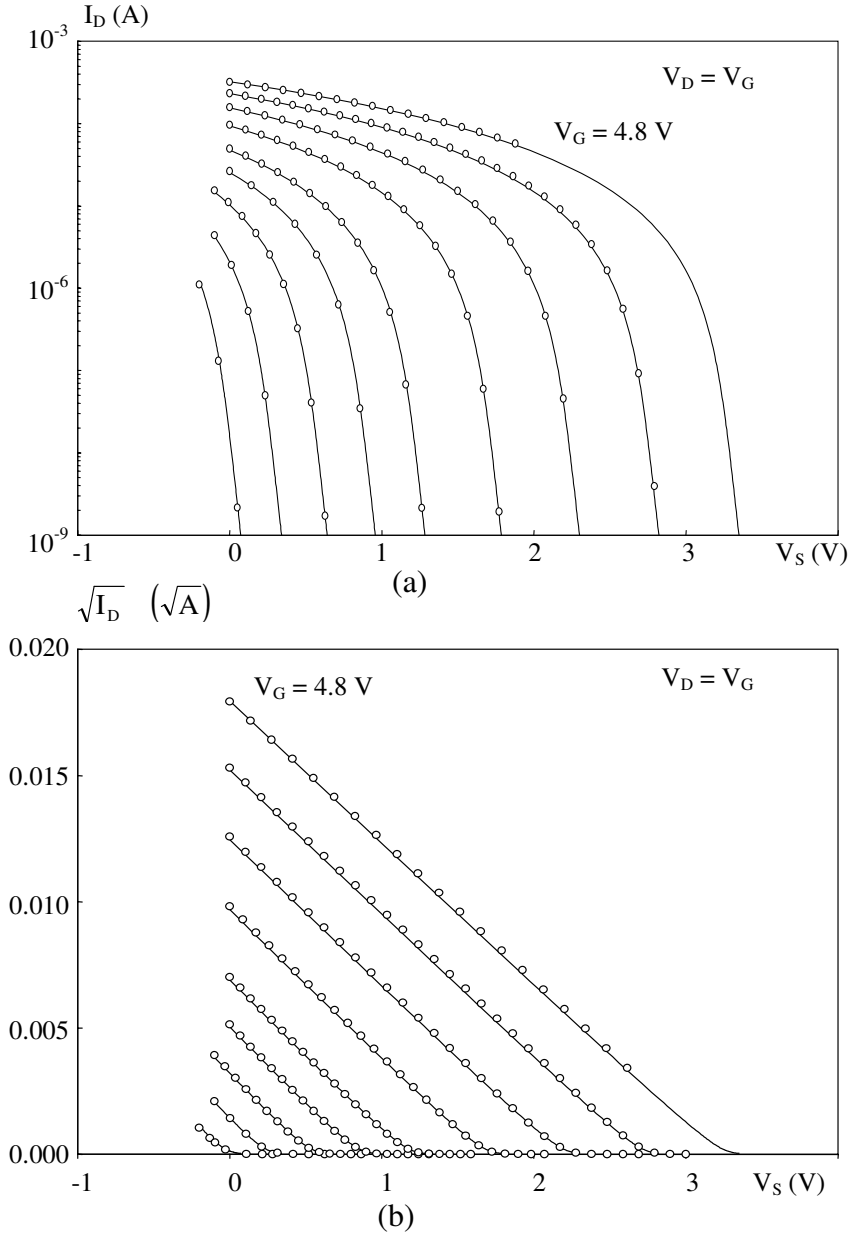 I_D (A)
10^-3
V_D = V_G
V_G = 4.8 V
10^-6
10^-9
-1 0 1 2 3 V_S (V)
(a)
√I_D (√A)
0.020
V_G = 4.8 V V_D = V_G
0.015
0.010
0.005
0.000
-1 0 1 2 3 V_S (V)
(b)